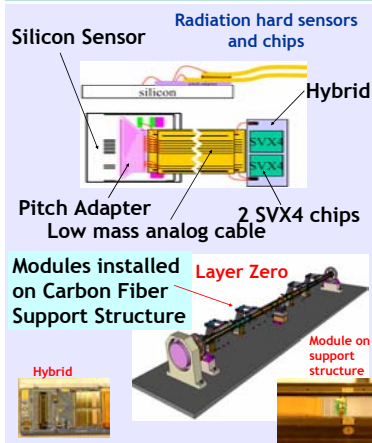 Radiation hard sensors
and chips
Silicon Sensor
silicon
Hybrid
SVX4
SVX4
Pitch Adapter
2 SVX4 chips
Low mass analog cable
Modules installed
on Carbon Fiber
Support Structure
Layer Zero
Module on
support
structure
Hybrid